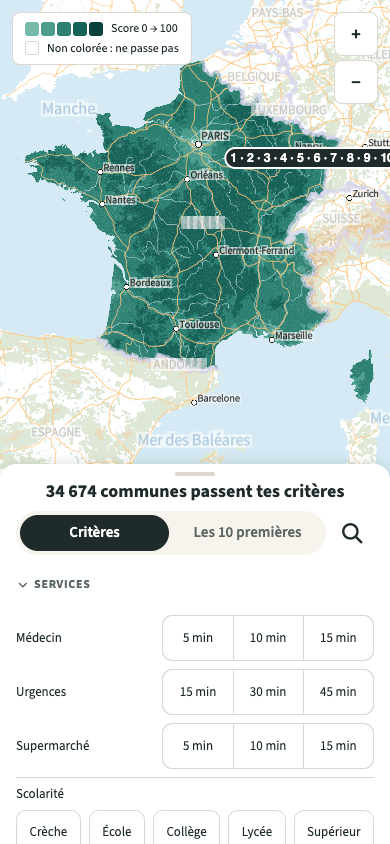 PAYS-BAS
Score 0 → 100
Non colorée : ne passe pas
+
−
BELGIQUE
Manche
LUXEMBOURG
PARIS
Nancy
Stutt
1 · 2 · 3 · 4 · 5 · 6 · 7 · 8 · 9 · 10
Rennes
Orléans
Nantes
Zurich
SUISSE
Clermont-Ferrand
Bordeaux
Toulouse
Marseille
ANDO
Barcelone
Me
ESPAGNE
Mer des Baléares
34 674 communes passent tes critères
Critères
Les 10 premières
SERVICES
Médecin
5 min
10 min
15 min
Urgences
15 min
30 min
45 min
Supermarché
5 min
10 min
15 min
Scolarité
Crèche
École
Collège
Lycée
Supérieur